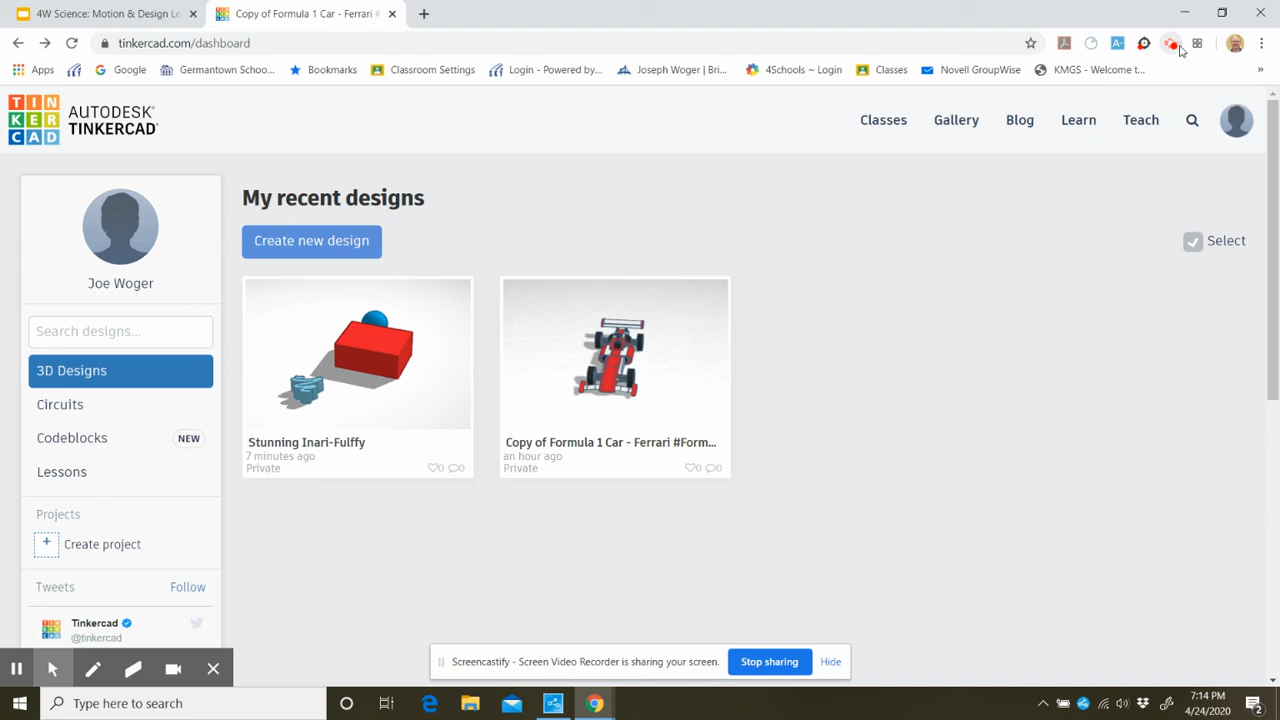 4W Science: Motion & Design Le
Copy of Formula 1 Car - Ferrari #
tinkercad.com/dashboard
Apps
Google
Germantown Schoo...
Bookmarks
Classroom Settings
Login - Powered by...
Joseph Woger | Bri...
4Schools ~ Login
Classes
Novell GroupWise
KMGS - Welcome t...
»
TIN
KER
CAD
AUTODESK
TINKERCAD
Classes
Gallery
Blog
Learn
Teach
Joe Woger
Search designs...
3D Designs
Circuits
Codeblocks NEW
Lessons
Projects
+ Create project
Tweets Follow
Tinkercad
@tinkercad
My recent designs
Create new design
Select
Stunning Inari-Fulffy
7 minutes ago
Private
0 0
Copy of Formula 1 Car - Ferrari #Form...
an hour ago
Private
0 0
Screencastify - Screen Video Recorder is sharing your screen.
Stop sharing
Hide
Type here to search
7:14 PM
4/24/2020
2